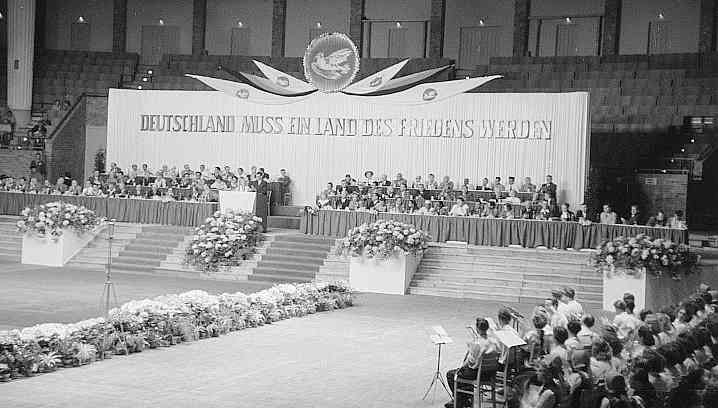 DEUTSCHLAND MUSS EIN LAND DES FRIEDENS WERDEN